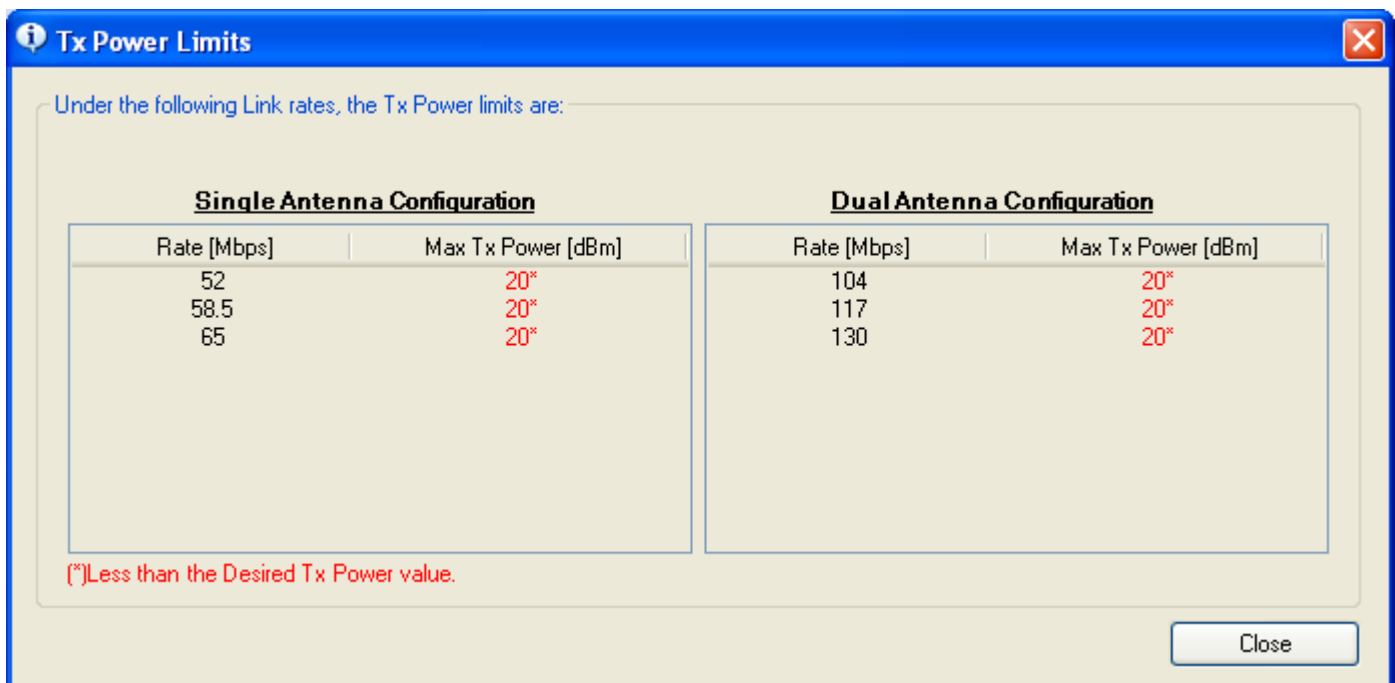 Tx Power Limits
Under the following Link rates, the Tx Power limits are:
Single Antenna Configuration
Rate [Mbps] Max Tx Power [dBm]
52 20*
58.5 20*
65 20*
Dual Antenna Configuration
Rate [Mbps] Max Tx Power [dBm]
104 20*
117 20*
130 20*
(*)Less than the Desired Tx Power value.
Close